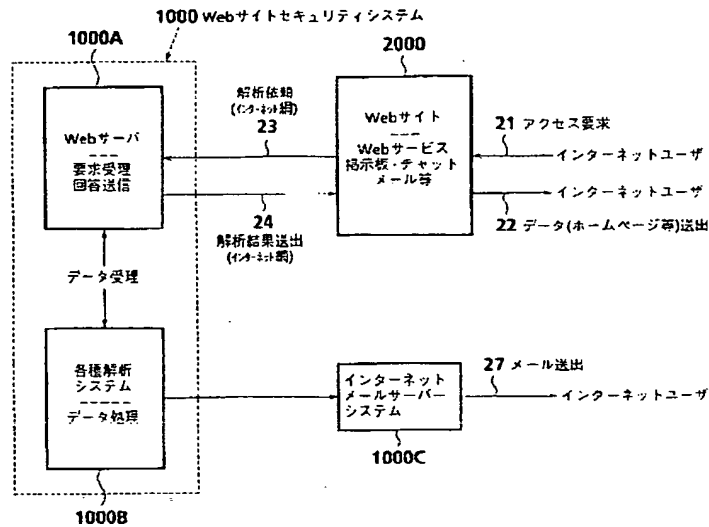 1000 Webサイトセキュリティシステム
1000A
2000
Webサーバ
要求受理
回答送信
解析依頼
(インターネット網)
23
Webサイト
Webサービス
掲示板・チャット
メール等
21 アクセス要求
インターネットユーザ
インターネットユーザ
22 データ(ホームページ等)送出
24
解析結果送出
(インターネット網)
データ受理
各種解析
システム
データ処理
インターネット
メールサーバー
システム
27 メール送出
インターネットユーザ
1000C
1000B